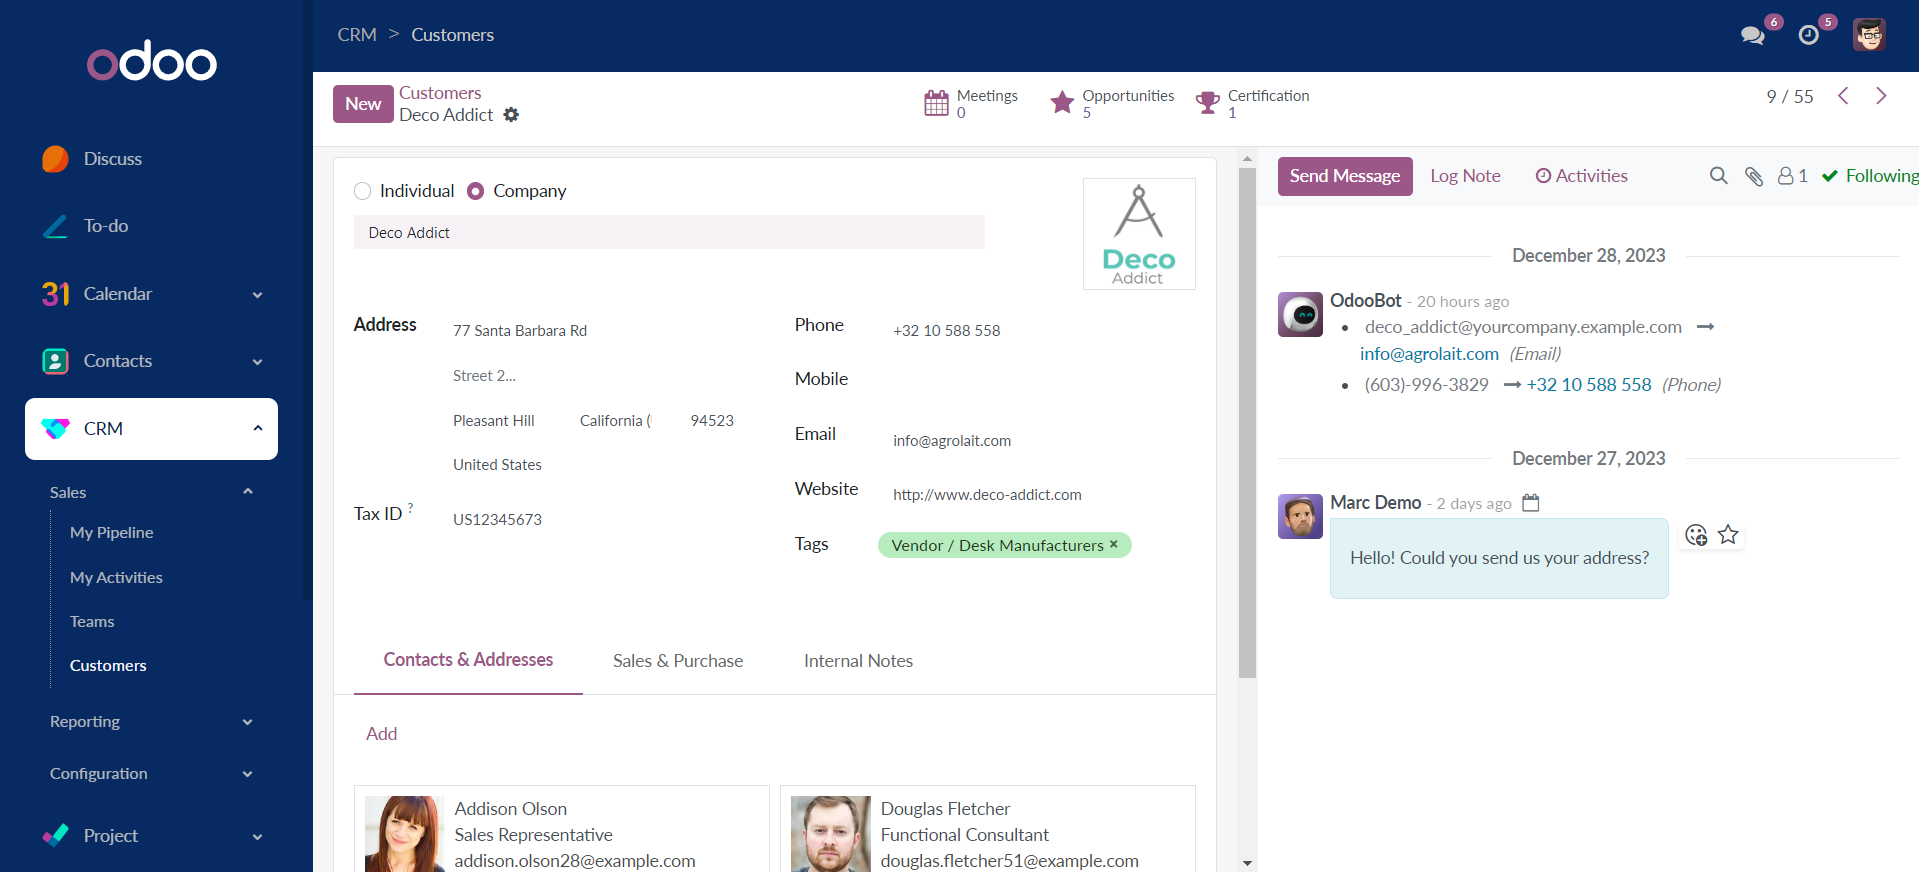 odoo
Discuss
To-do
31 Calendar
Contacts
CRM
Sales
My Pipeline
My Activities
Teams
Customers
Reporting
Configuration
Project
CRM > Customers
6
5
New
Customers
Deco Addict
Meetings
0
Opportunities
5
Certification
1
9 / 55
Individual
Company
Deco Addict
Deco
Addict
Address
77 Santa Barbara Rd
Street 2...
Pleasant Hill California ( 94523
United States
Tax ID ? US12345673
Phone +32 10 588 558
Mobile
Email info@agrolait.com
Website http://www.deco-addict.com
Tags Vendor / Desk Manufacturers ×
Contacts & Addresses
Sales & Purchase
Internal Notes
Add
Addison Olson
Sales Representative
addison.olson28@example.com
Douglas Fletcher
Functional Consultant
douglas.fletcher51@example.com
Send Message
Log Note
Activities
1
Following
December 28, 2023
OdooBot - 20 hours ago
• deco_addict@yourcompany.example.com →
info@agrolait.com (Email)
• (603)-996-3829 → +32 10 588 558 (Phone)
December 27, 2023
Marc Demo - 2 days ago
Hello! Could you send us your address?